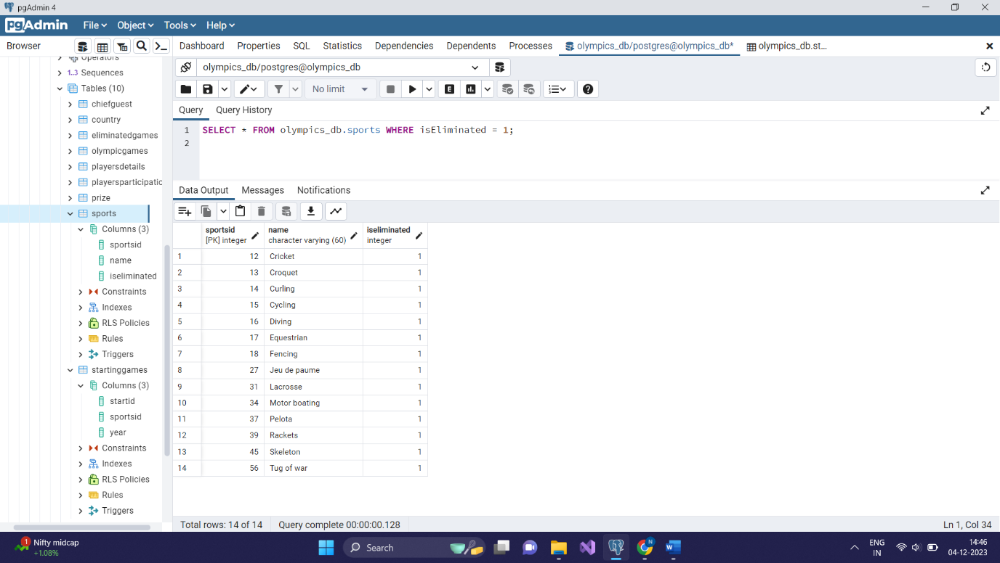 pgAdmin 4
pgAdmin File Object Tools Help
Browser
Dashboard Properties SQL Statistics Dependencies Dependents Processes olympics_db/postgres@olympics_db* olympics_db.st...
Operators
1..3 Sequences
Tables (10)
chiefguest
country
eliminatedgames
olympicgames
playersdetails
playersparticipatic
prize
sports
Columns (3)
sportsid
name
iseliminated
Constraints
Indexes
RLS Policies
Rules
Triggers
startinggames
Columns (3)
startid
sportsid
year
Constraints
Indexes
RLS Policies
Rules
Triggers
olympics_db/postgres@olympics_db
No limit E
Query Query History
1 SELECT * FROM olympics_db.sports WHERE isEliminated = 1;
2
Data Output Messages Notifications
sportsid name iseliminated
[PK] integer character varying (60) integer
1 12 Cricket 1
2 13 Croquet 1
3 14 Curling 1
4 15 Cycling 1
5 16 Diving 1
6 17 Equestrian 1
7 18 Fencing 1
8 27 Jeu de paume 1
9 31 Lacrosse 1
10 34 Motor boating 1
11 37 Pelota 1
12 39 Rackets 1
13 45 Skeleton 1
14 56 Tug of war 1
Total rows: 14 of 14 Query complete 00:00:00.128 Ln 1, Col 34
1 Nifty midcap
+1.08%
Search
N
W
ENG
IN
14:46
04-12-2023